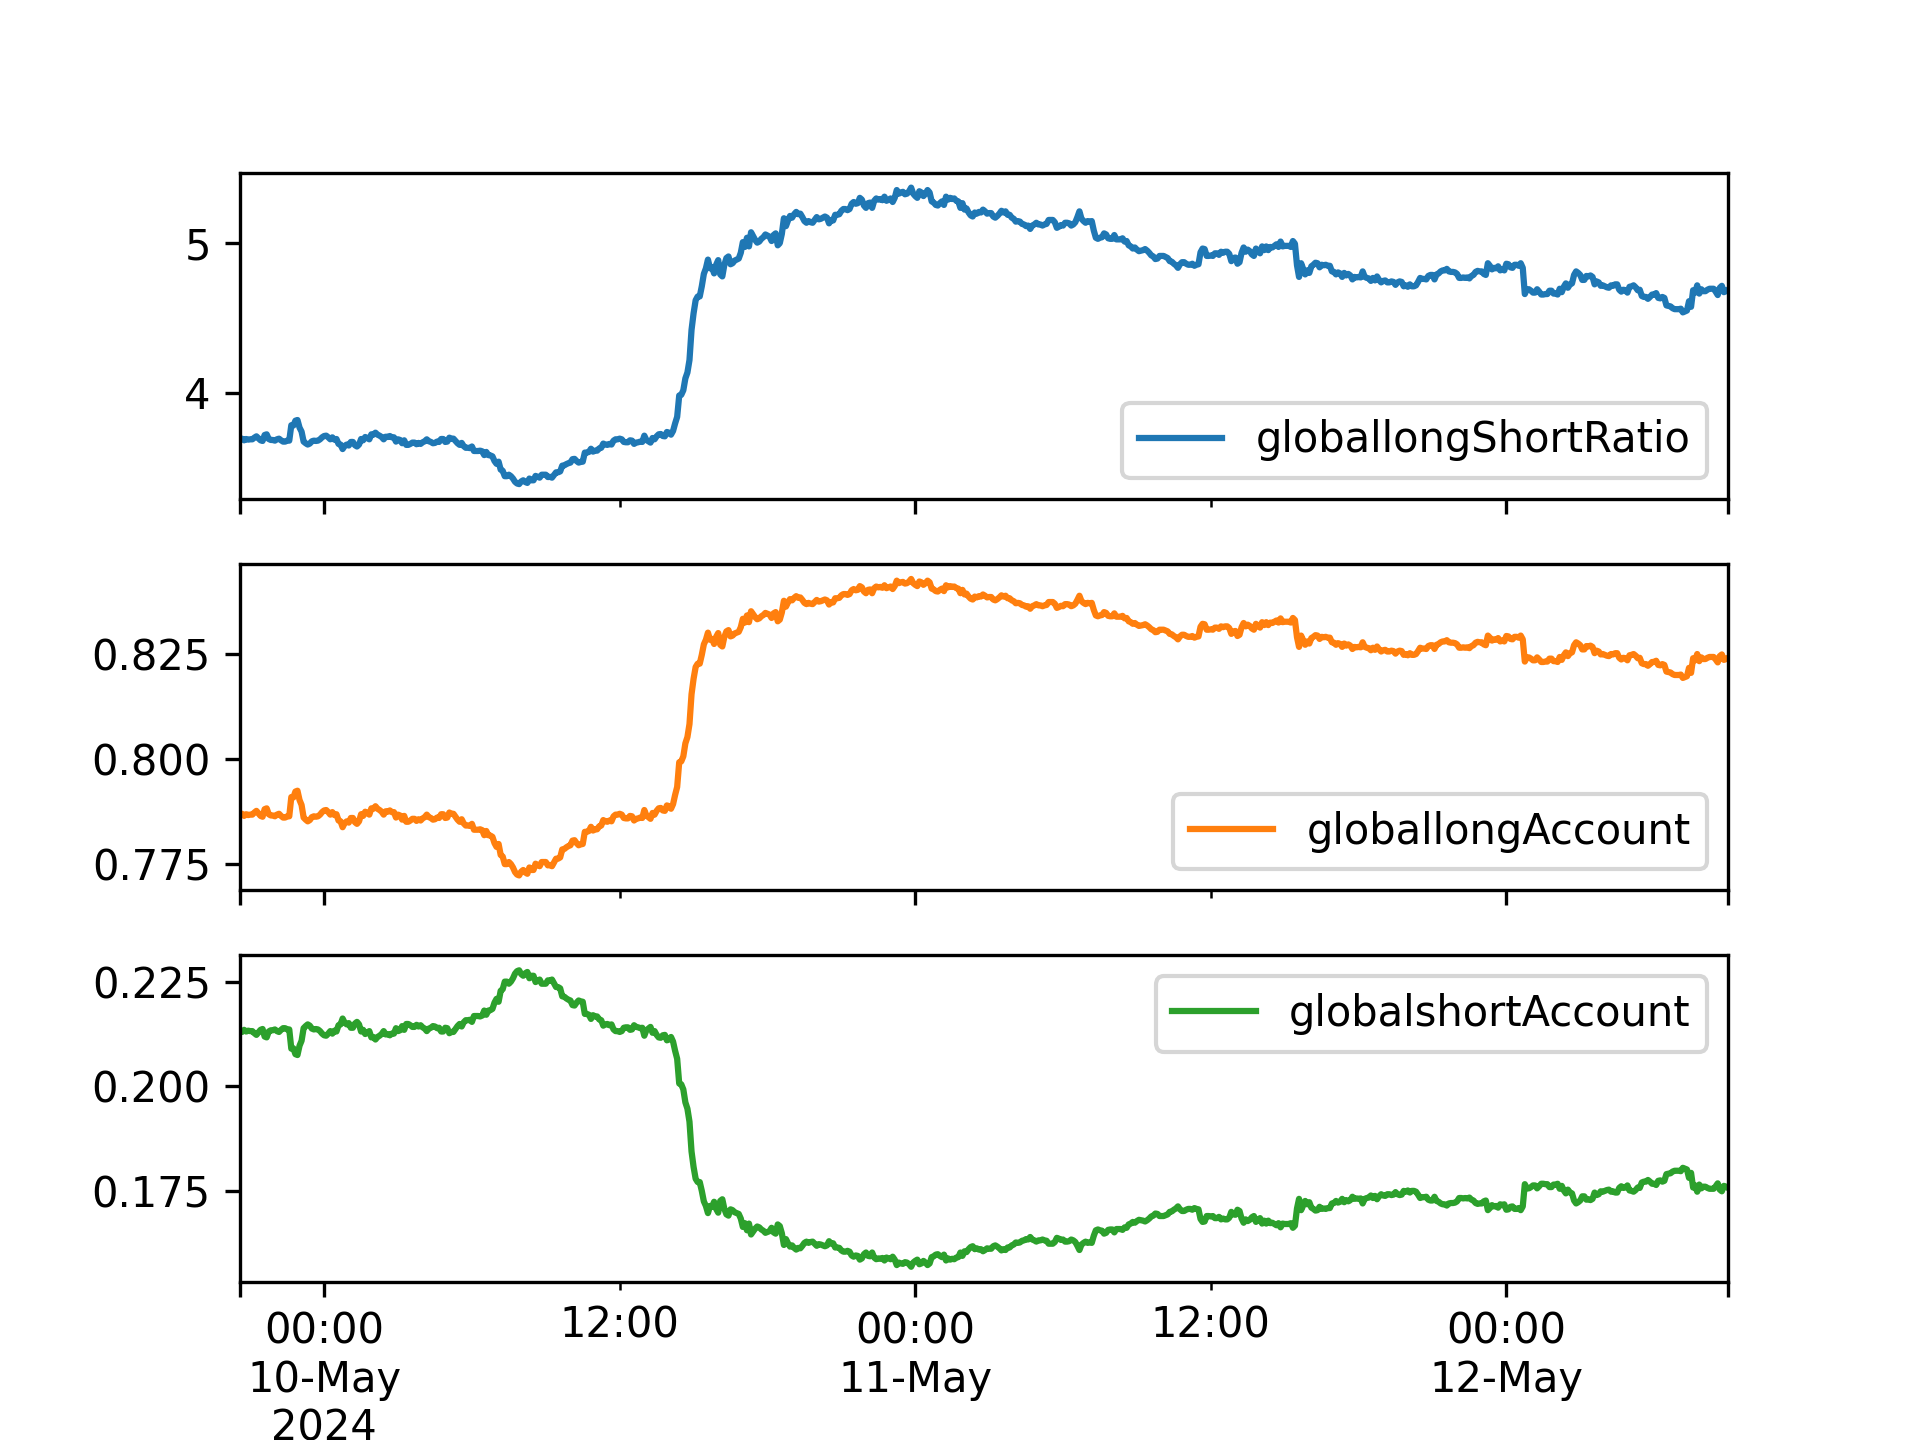 5
4
globallongShortRatio
0.825
0.800
0.775
globallongAccount
0.225
0.200
0.175
globalshortAccount
00:00 12:00 00:00 12:00 00:00
10-May 11-May 12-May
2024